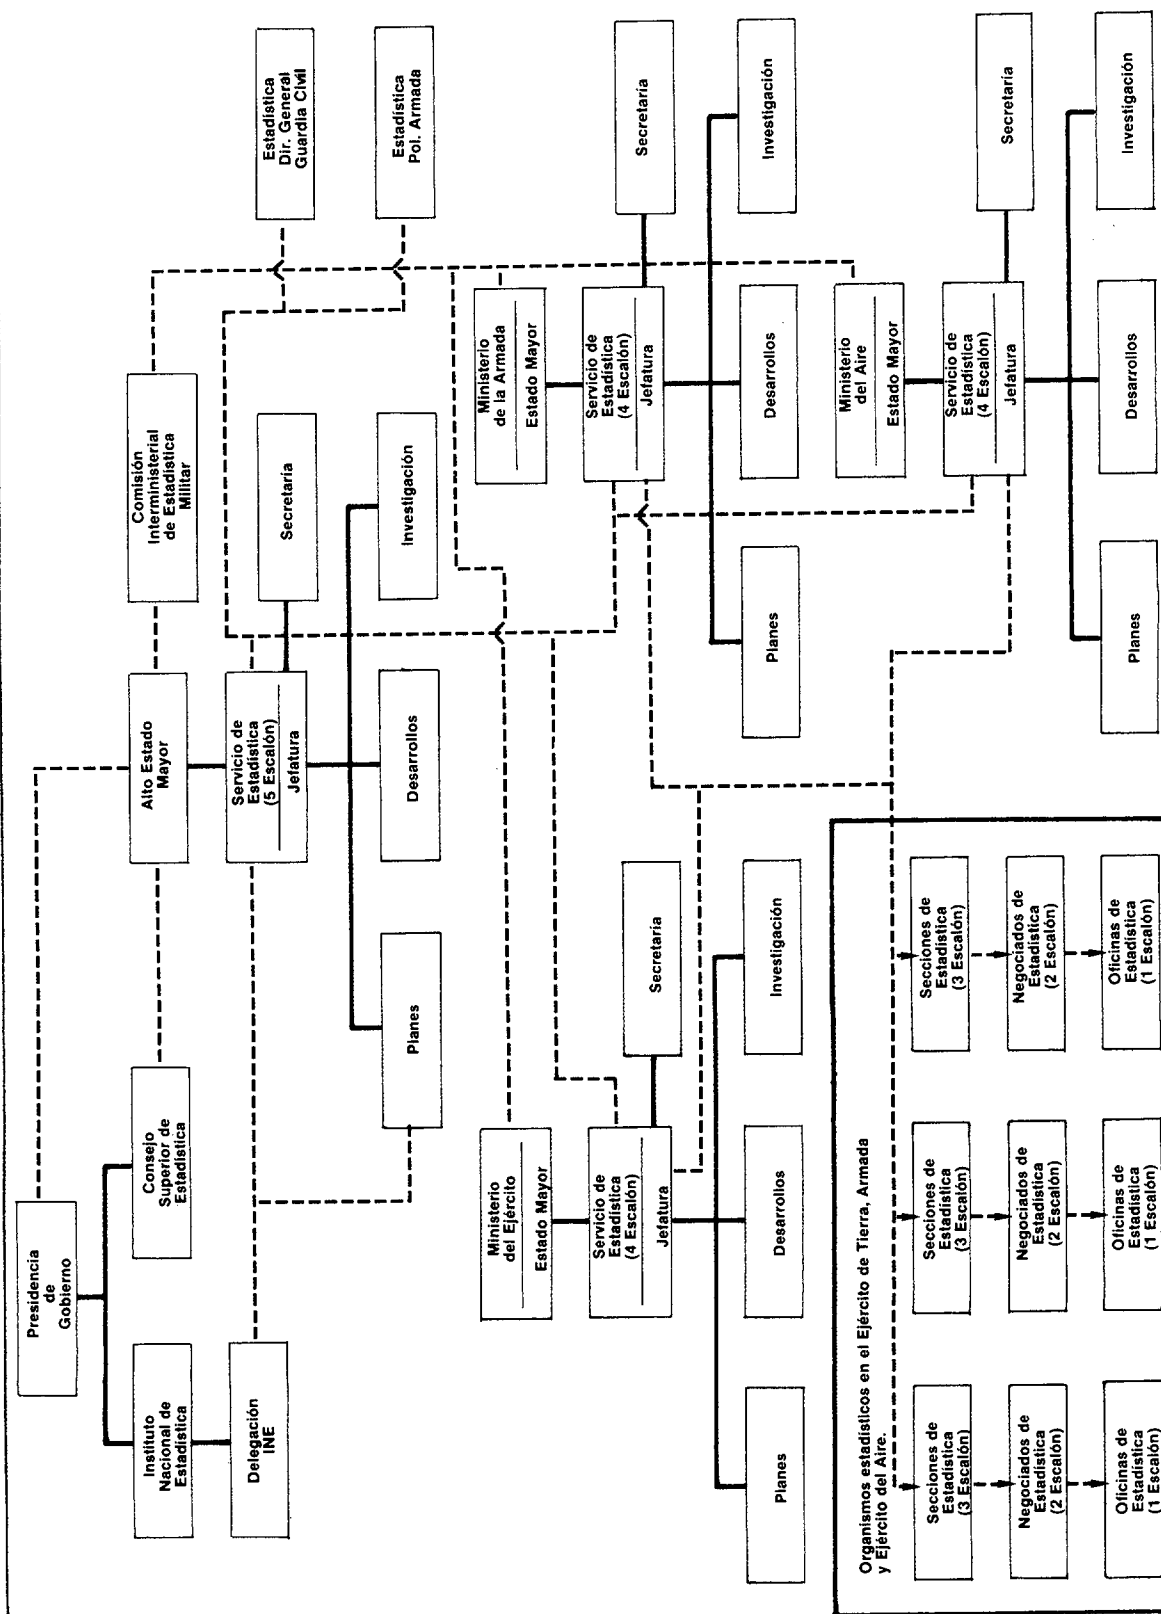 Presidencia
de
Gobierno
Instituto
Nacional de
Estadística
Consejo
Superior de
Estadística
Alto Estado
Mayor
Comisión
Interministerial
de Estadística
Militar
Delegación
INE
Servicio de
Estadística
(5 Escalón)
Jefatura
Secretaría
Estadística
Dir. General
Guardia Civil
Planes
Desarrollos
Investigación
Estadística
Pol. Armada
Ministerio
del Ejército
Estado Mayor
Ministerio
de la Armada
Estado Mayor
Servicio de
Estadística
(4 Escalón)
Jefatura
Secretaría
Servicio de
Estadística
(4 Escalón)
Jefatura
Secretaría
Planes
Desarrollos
Investigación
Planes
Desarrollos
Investigación
Ministerio
del Aire
Estado Mayor
Servicio de
Estadística
(4 Escalón)
Jefatura
Secretaría
Planes
Desarrollos
Investigación
Organismos estadísticos en el Ejército de Tierra, Armada
y Ejército del Aire.
Secciones de
Estadística
(3 Escalón)
Secciones de
Estadística
(3 Escalón)
Secciones de
Estadística
(3 Escalón)
Negociados de
Estadística
(2 Escalón)
Negociados de
Estadística
(2 Escalón)
Negociados de
Estadística
(2 Escalón)
Oficinas de
Estadística
(1 Escalón)
Oficinas de
Estadística
(1 Escalón)
Oficinas de
Estadística
(1 Escalón)